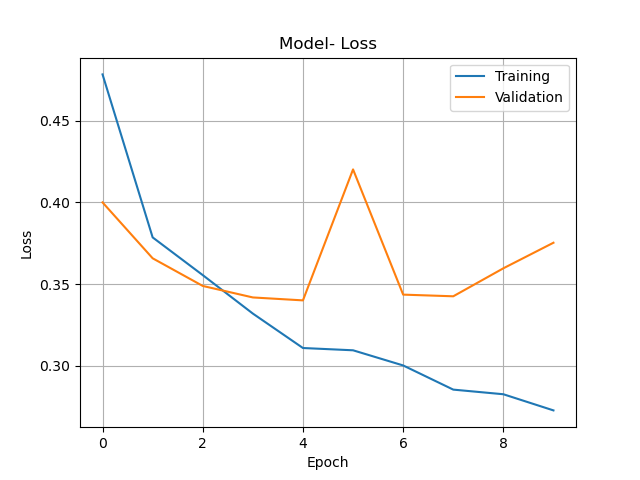 Model- Loss
Training
Validation
0.45
0.40
0.35
0.30
Loss
0 2 4 6 8
Epoch